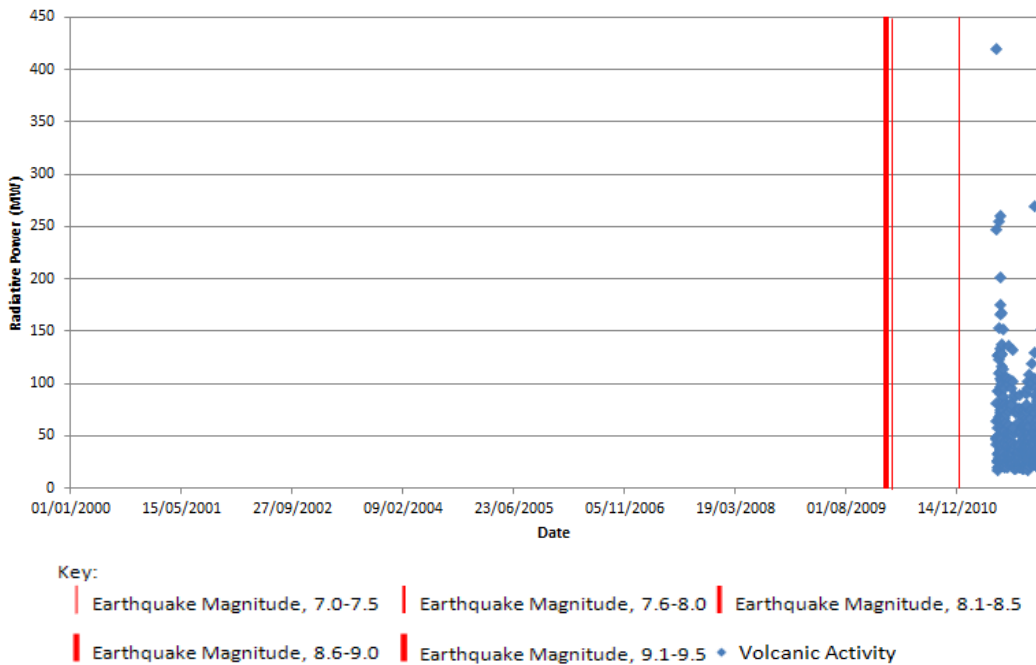 450
400
350
300
250
200
150
100
50
0
Radiative Power (MW)
01/01/2000 15/05/2001 27/09/2002 09/02/2004 23/06/2005 05/11/2006 19/03/2008 01/08/2009 14/12/2010
Date
Key:
Earthquake Magnitude, 7.0-7.5 Earthquake Magnitude, 7.6-8.0 Earthquake Magnitude, 8.1-8.5
Earthquake Magnitude, 8.6-9.0 Earthquake Magnitude, 9.1-9.5 Volcanic Activity